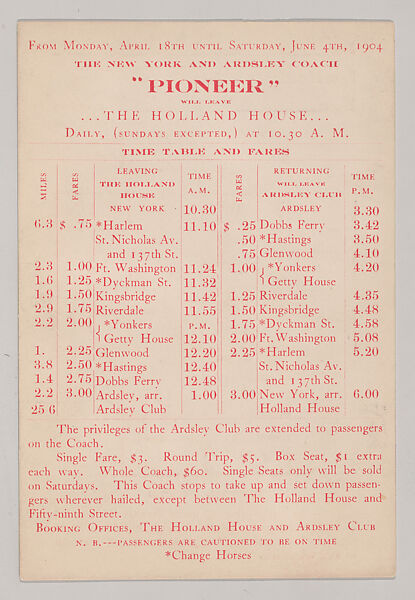 From Monday, April 18th until Saturday, June 4th, 1904
THE NEW YORK AND ARDSLEY COACH
"PIONEER"
WILL LEAVE
...THE HOLLAND HOUSE...
Daily, (Sundays excepted,) at 10.30 A. M.
TIME TABLE AND FARES
MILES FARES LEAVING THE HOLLAND HOUSE TIME A.M. FARES RETURNING WILL LEAVE ARDSLEY CLUB TIME P.M.
NEW YORK 10.30 ARDSLEY 3.30
6.3 $ .75 *Harlem 11.10 $ .25 Dobbs Ferry 3.42
St. Nicholas Av. .50 *Hastings 3.50
and 137th St. .75 Glenwood 4.10
2.3 1.00 Ft. Washington 11.24 1.00 { *Yonkers 4.20
1.6 1.25 *Dyckman St. 11.32 { Getty House
1.9 1.50 Kingsbridge 11.42 1.25 Riverdale 4.35
2.9 1.75 Riverdale 11.55 1.50 Kingsbridge 4.48
2.2 2.00 { *Yonkers P.M. 1.75 *Dyckman St. 4.58
{ Getty House 12.10 2.00 Ft. Washington 5.08
1. 2.25 Glenwood 12.20 2.25 *Harlem 5.20
3.8 2.50 *Hastings 12.40 St. Nicholas Av.
1.4 2.75 Dobbs Ferry 12.48 and 137th St.
2.2 3.00 Ardsley, arr. 1.00 3.00 New York, arr. 6.00
25 6 Ardsley Club Holland House
The privileges of the Ardsley Club are extended to passengers
on the Coach.
Single Fare, $3. Round Trip, $5. Box Seat, $1 extra
each way. Whole Coach, $60. Single Seats only will be sold
on Saturdays. This Coach stops to take up and set down passen-
gers wherever hailed, except between The Holland House and
Fifty-ninth Street.
Booking Offices, The Holland House and Ardsley Club
N. B.---PASSENGERS ARE CAUTIONED TO BE ON TIME
*Change Horses